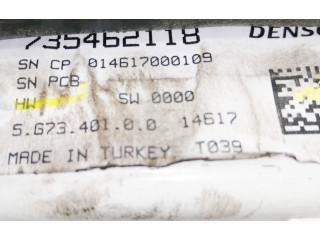 735462118 DENSO
SN CP 014617000109
SN PCB
HW SW 0000
5.673.401.0.0 14617
MADE IN TURKEY T039